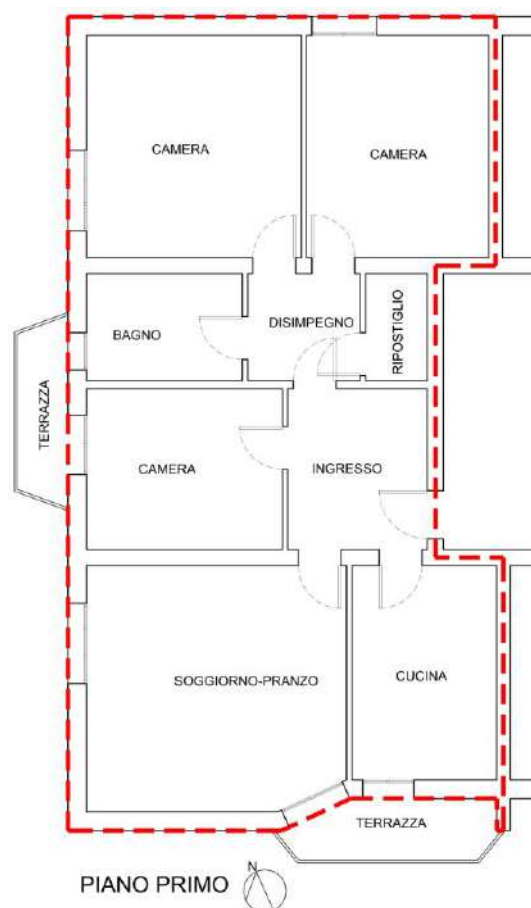 CAMERA
CAMERA
DISIMPEGNO
BAGNO
RIPOSTIGLIO
TERRAZZA
CAMERA
INGRESSO
SOGGIORNO-PRANZO
CUCINA
TERRAZZA
PIANO PRIMO
N